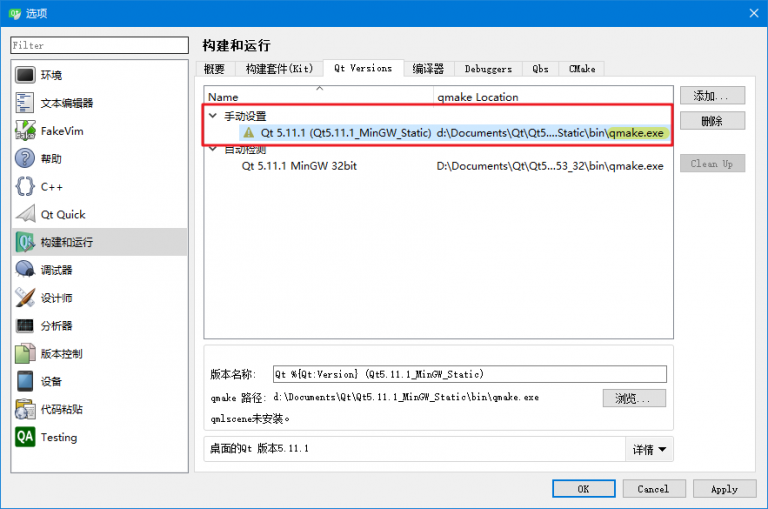 选项
Filter
环境
文本编辑器
FakeVim
帮助
C++
Qt Quick
构建和运行
调试器
设计师
分析器
版本控制
设备
代码粘贴
Testing
构建和运行
概要 构建套件(Kit) Qt Versions 编译器 Debuggers Qbs CMake
Name qmake Location
手动设置
Qt 5.11.1 (Qt5.11.1_MinGW_Static) d:\Documents\Qt\Qt5....Static\bin\qmake.exe
自动检测
Qt 5.11.1 MinGW 32bit D:\Documents\Qt\Qt5...53_32\bin\qmake.exe
添加...
删除
Clean Up
版本名称: Qt %{Qt:Version} (Qt5.11.1_MinGW_Static)
qmake 路径: d:\Documents\Qt\Qt5.11.1_MinGW_Static\bin\qmake.exe 浏览...
qmlscene未安装。
桌面的Qt 版本5.11.1 详情
OK Cancel Apply